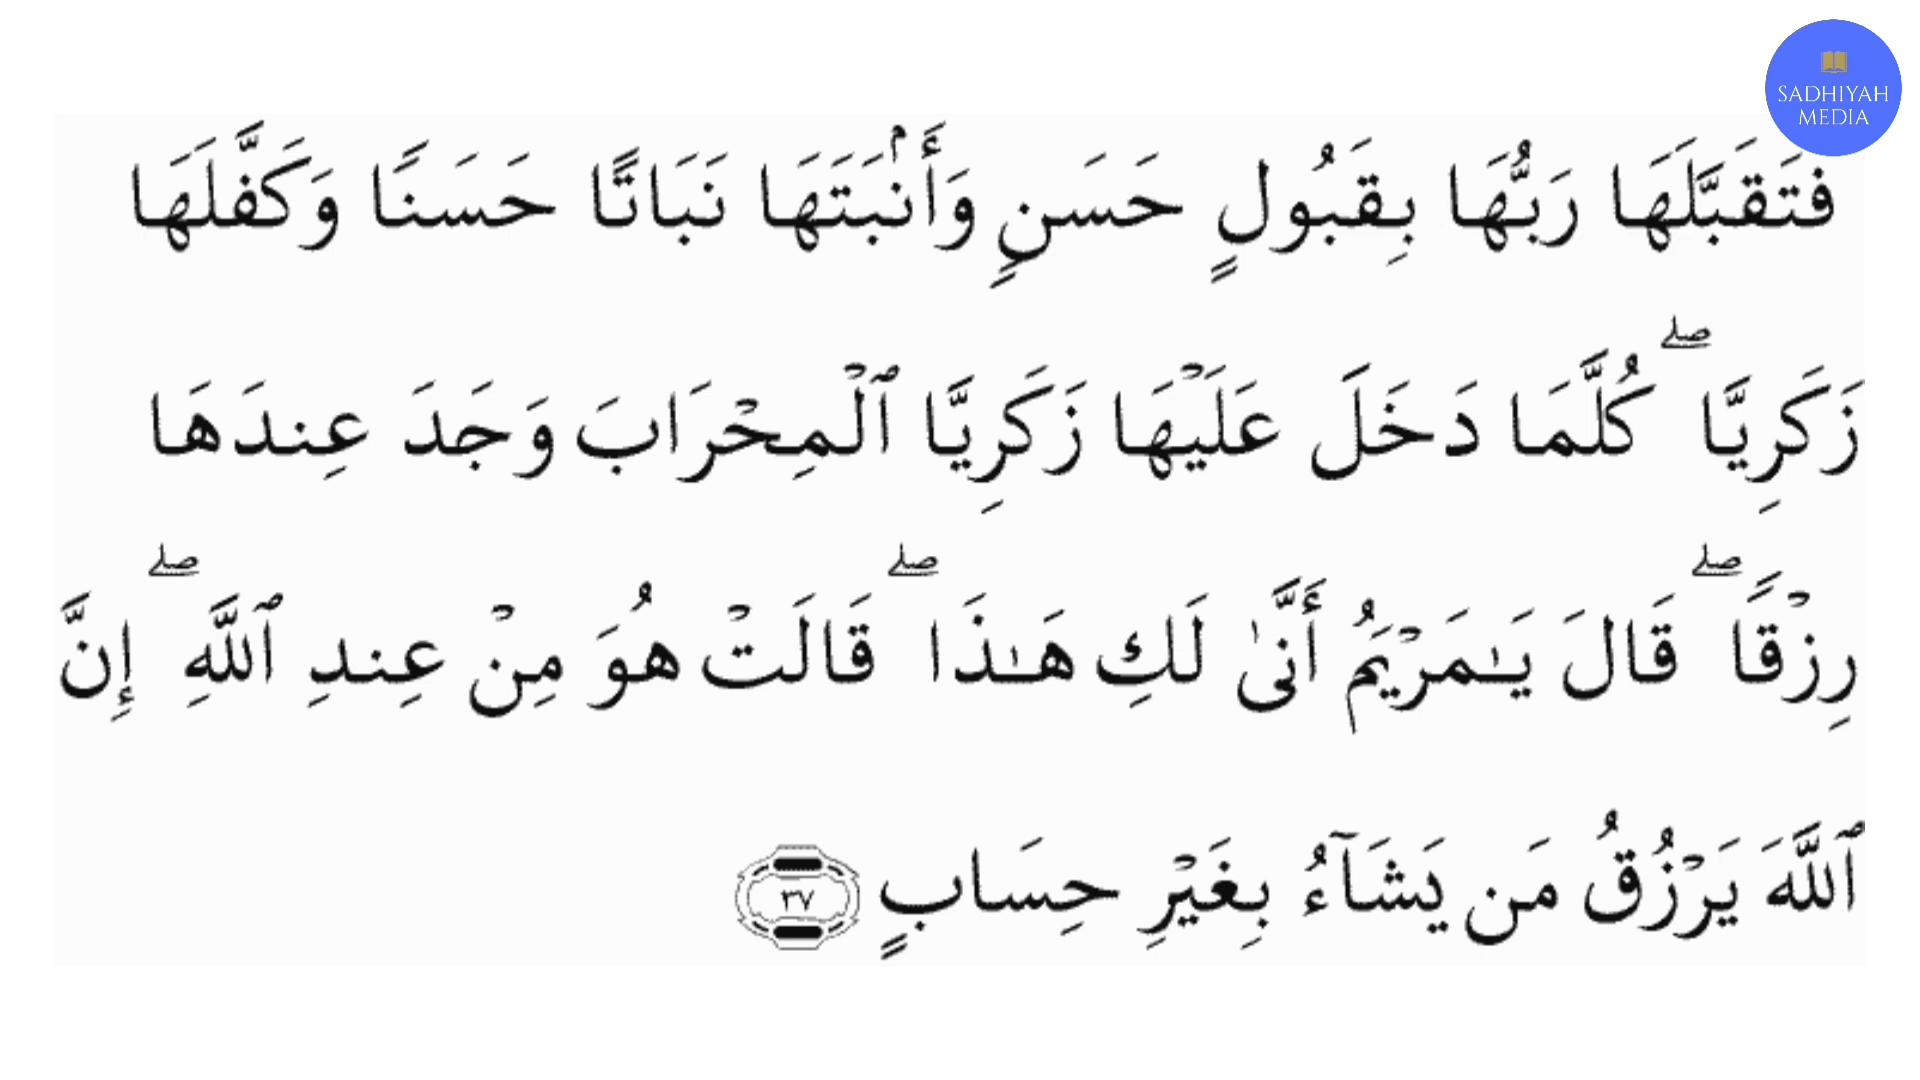 SADHIYAH
MEDIA
فَتَقَبَّلَهَا رَبُّهَا بِقَبُولٍ حَسَنٍ وَأَنۢبَتَهَا نَبَاتًا حَسَنًا وَكَفَّلَهَا
زَكَرِيَّا ۖ كُلَّمَا دَخَلَ عَلَيْهَا زَكَرِيَّا ٱلْمِحْرَابَ وَجَدَ عِندَهَا
رِزْقًا ۖ قَالَ يَـٰمَرْيَمُ أَنَّىٰ لَكِ هَـٰذَا ۖ قَالَتْ هُوَ مِنْ عِندِ ٱللَّهِ ۖ إِنَّ
ٱللَّهَ يَرْزُقُ مَن يَشَآءُ بِغَيْرِ حِسَابٍ ٣٧